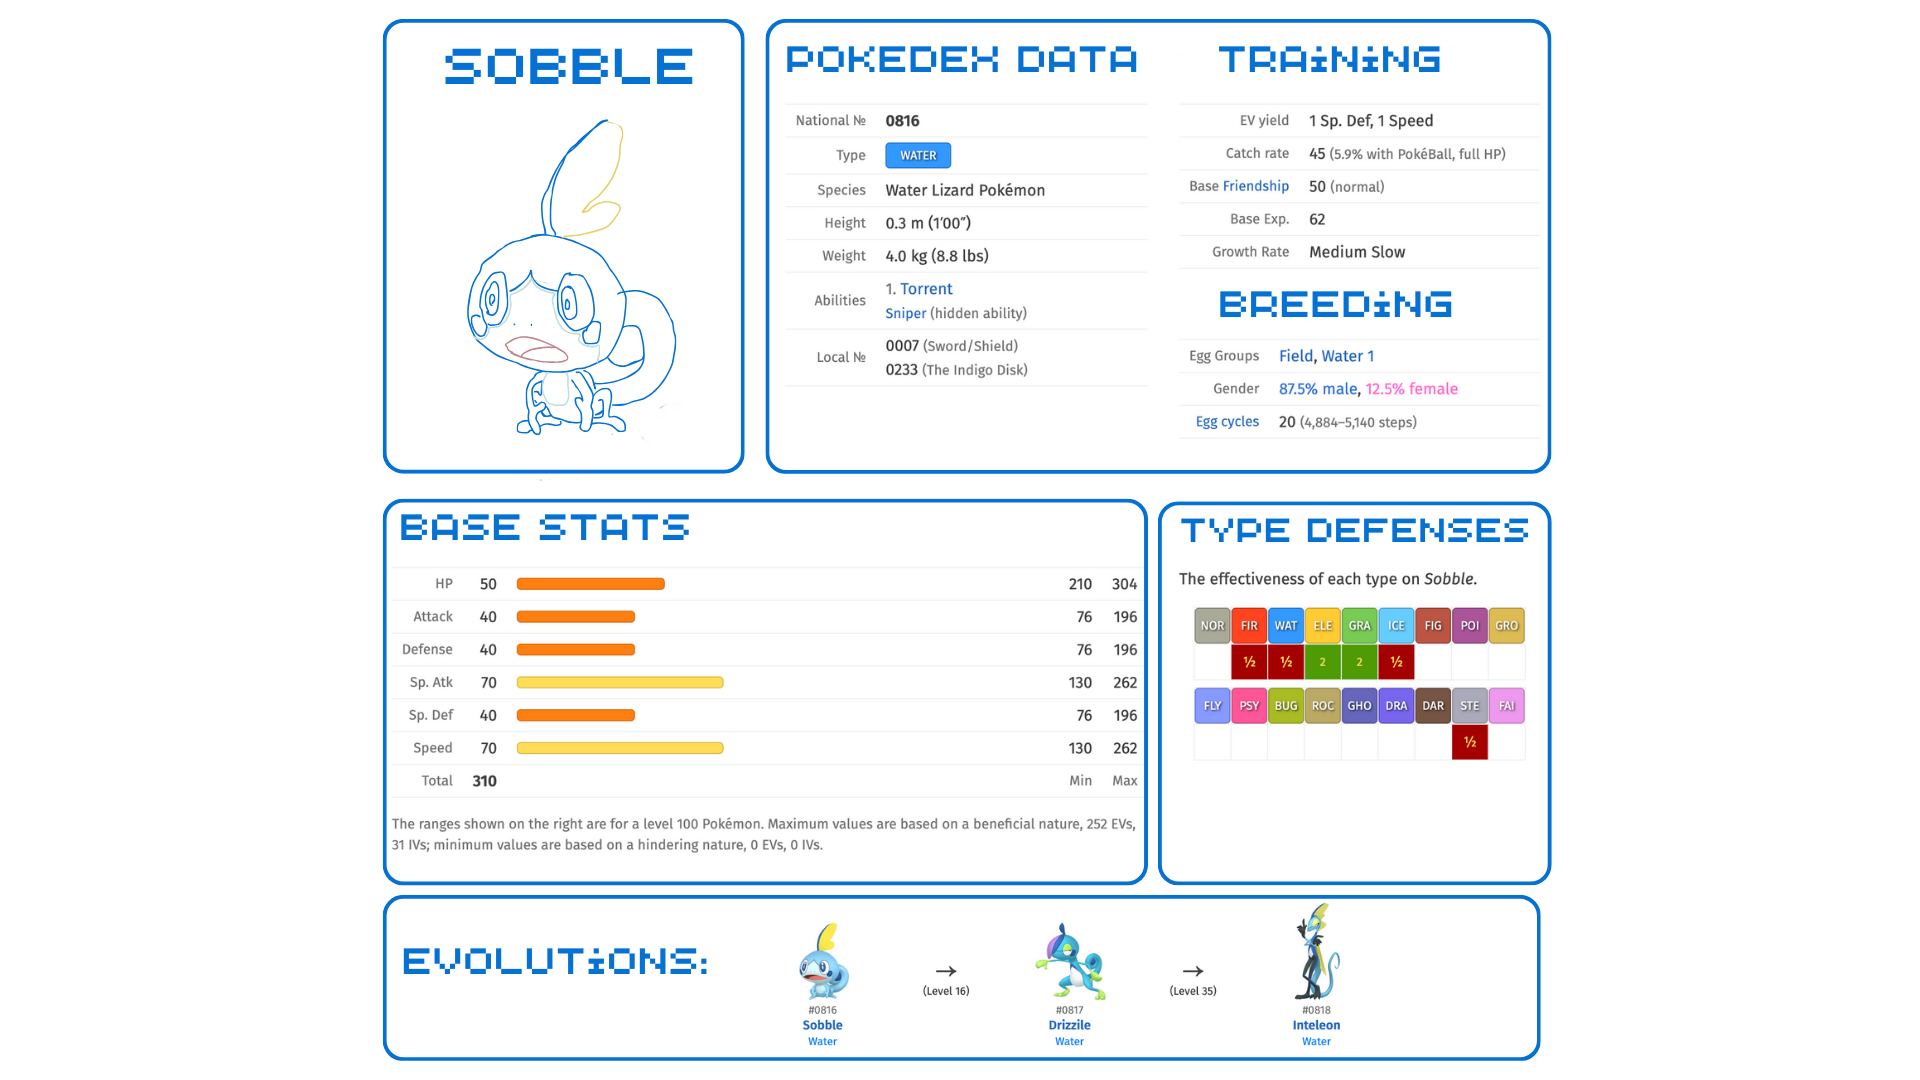 SOBBLE
POKEDEX DATA
National № 0816
Type WATER
Species Water Lizard Pokémon
Height 0.3 m (1′00″)
Weight 4.0 kg (8.8 lbs)
Abilities 1. Torrent
Sniper (hidden ability)
Local № 0007 (Sword/Shield)
0233 (The Indigo Disk)
TRAiNiNG
EV yield 1 Sp. Def, 1 Speed
Catch rate 45 (5.9% with PokéBall, full HP)
Base Friendship 50 (normal)
Base Exp. 62
Growth Rate Medium Slow
BREEDiNG
Egg Groups Field, Water 1
Gender 87.5% male, 12.5% female
Egg cycles 20 (4,884–5,140 steps)
BASE STATS
HP 50 210 304
Attack 40 76 196
Defense 40 76 196
Sp. Atk 70 130 262
Sp. Def 40 76 196
Speed 70 130 262
Total 310 Min Max
The ranges shown on the right are for a level 100 Pokémon. Maximum values are based on a beneficial nature, 252 EVs,
31 IVs; minimum values are based on a hindering nature, 0 EVs, 0 IVs.
TYPE DEFENSES
The effectiveness of each type on Sobble.
NOR FIR WAT ELE GRA ICE FIG POI GRO
½ ½ 2 2 ½
FLY PSY BUG ROC GHO DRA DAR STE FAI
½
EVOLUTiONS:
→ →
(Level 16) (Level 35)
#0816 #0817 #0818
Sobble Drizzile Inteleon
Water Water Water